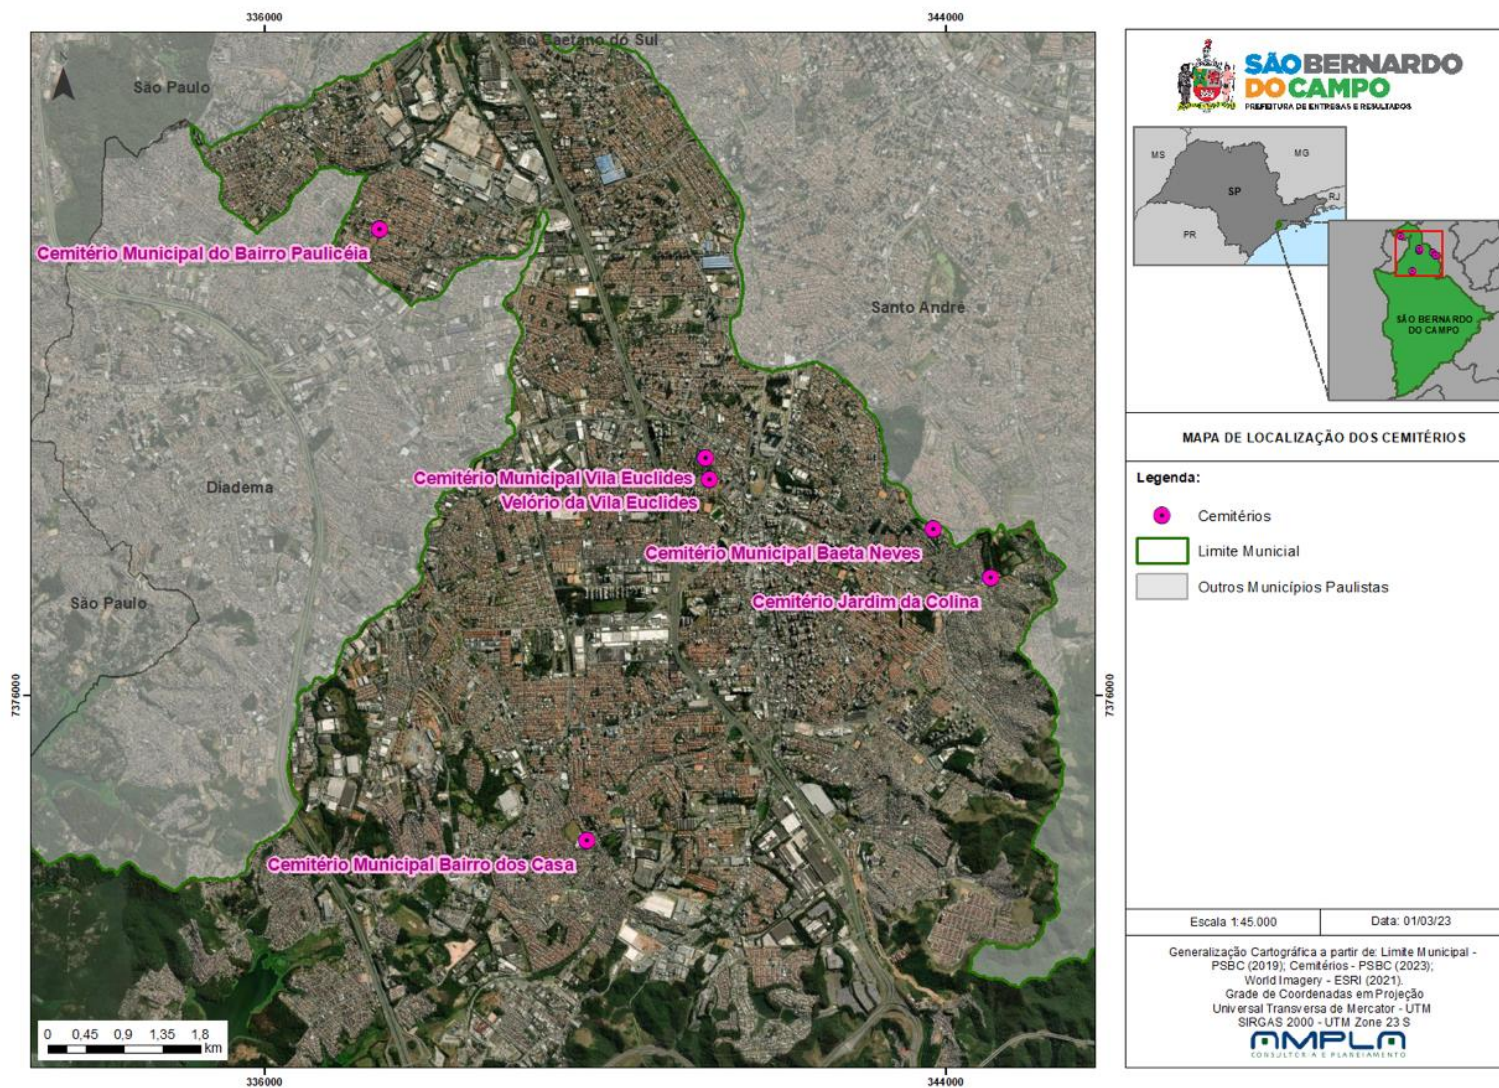 336000
344000
São Caetano do Sul
São Paulo
Cemitério Municipal do Bairro Paulicéia
Santo André
Cemitério Municipal Vila Euclides
Diadema
Velório da Vila Euclides
Cemitério Municipal Baeta Neves
Cemitério Jardim da Colina
São Paulo
7376000
7376000
Cemitério Municipal Bairro dos Casa
0 0,45 0,9 1,35 1,8
km
336000
344000
SÃO BERNARDO
DO CAMPO
PREFEITURA DE ENTREGAS E RESULTADOS
MS
MG
SP
RJ
PR
SÃO BERNARDO
DO CAMPO
MAPA DE LOCALIZAÇÃO DOS CEMITÉRIOS
Legenda:
Cemitérios
Limite Municial
Outros Municípios Paulistas
Escala 1:45.000
Data: 01/03/23
Generalização Cartográfica a partir de: Limite Municipal -
PSBC (2019); Cemitérios - PSBC (2023);
World Imagery - ESRI (2021).
Grade de Coordenadas em Projeção
Universal Transversa de Mercator - UTM
SIRGAS 2000 - UTM Zone 23 S
AMPLA
CONSULTORIA E PLANEJAMENTO